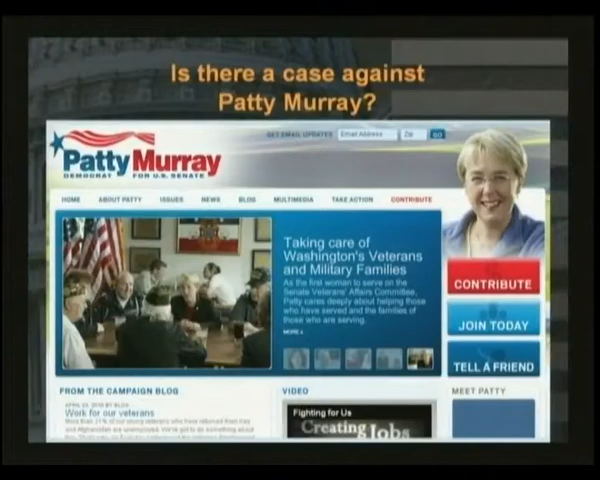 Is there a case against
Patty Murray?
GET EMAIL UPDATES
Email Address
Zip
GO
Patty Murray
DEMOCRAT FOR U.S. SENATE
HOME ABOUT PATTY ISSUES NEWS BLOG MULTIMEDIA TAKE ACTION CONTRIBUTE
Taking care of
Washington's Veterans
and Military Families
As the first woman to serve on the
Senate Veterans' Affairs Committee,
Patty cares deeply about helping those
who have served and the families of
those who are serving.
MORE
CONTRIBUTE
JOIN TODAY
TELL A FRIEND
FROM THE CAMPAIGN BLOG
Work for our veterans
VIDEO
Fighting for Us
Creating Jobs
MEET PATTY